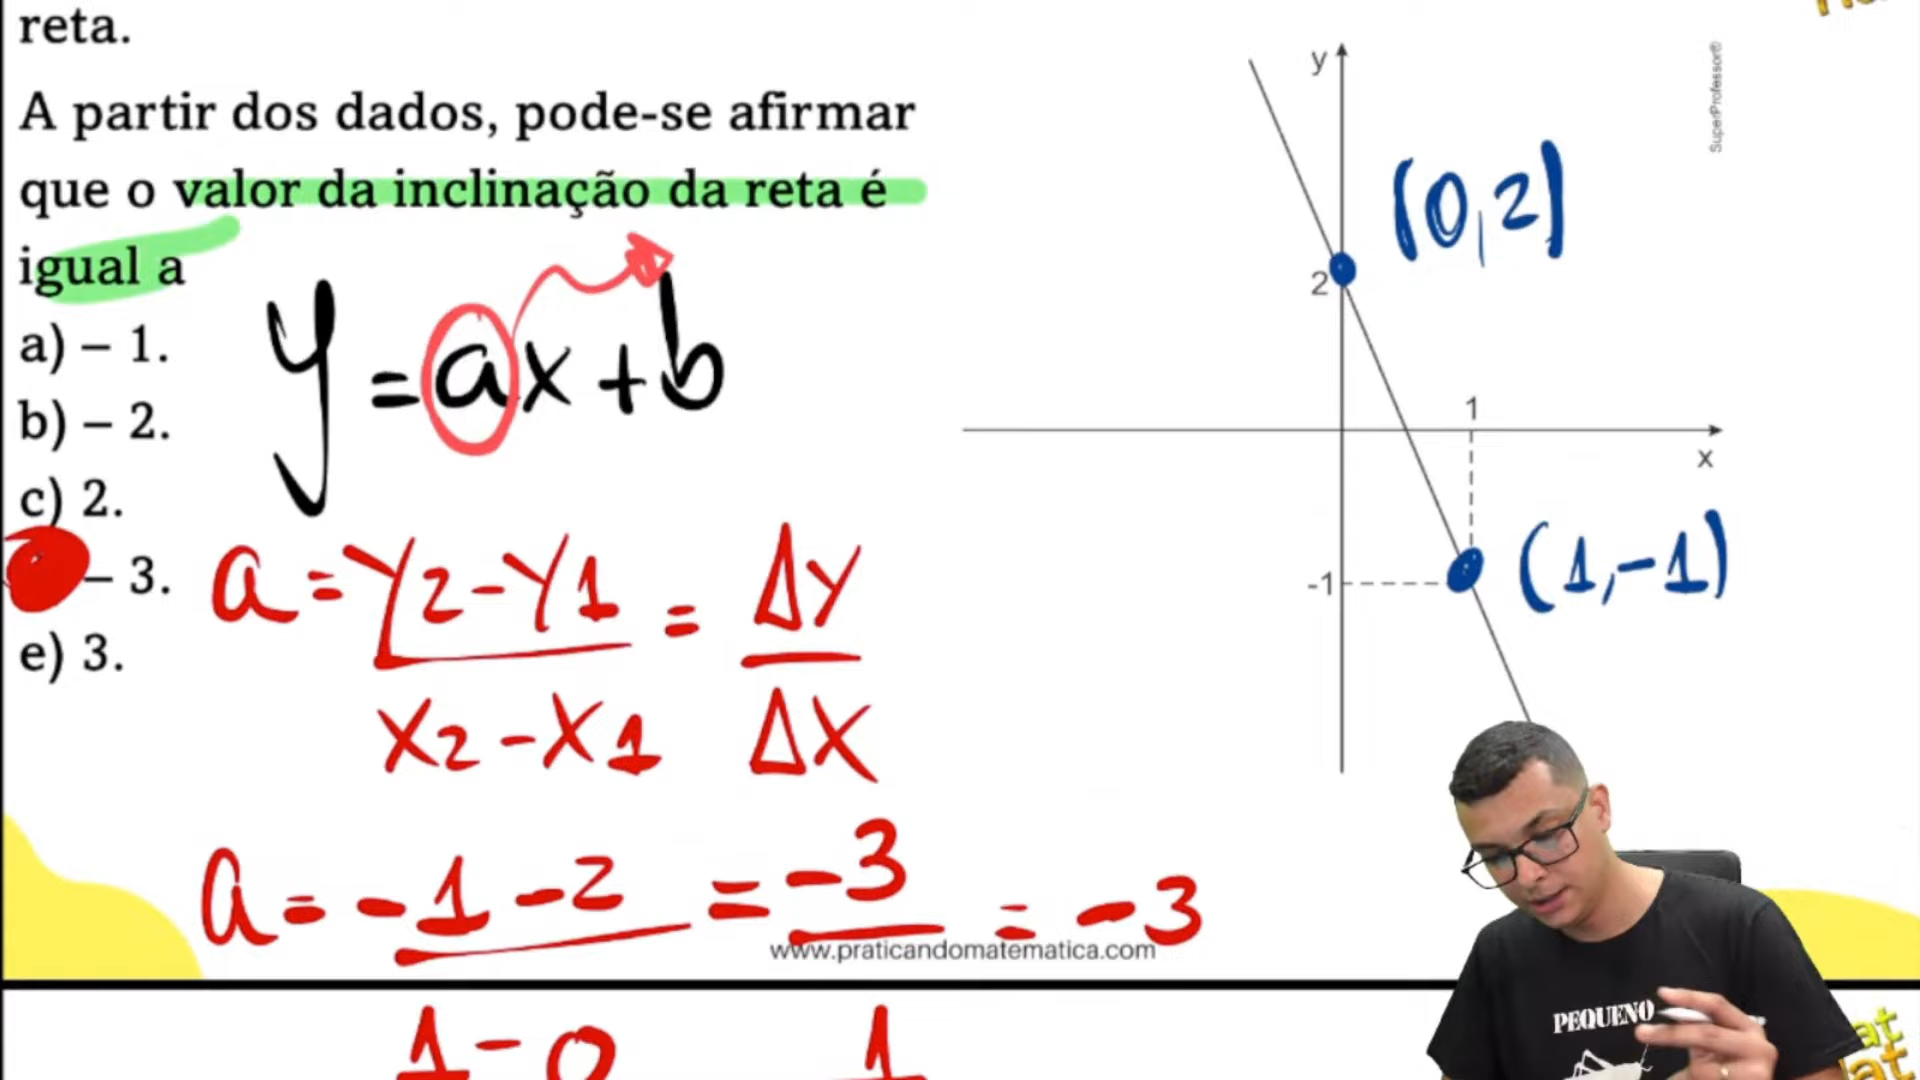 reta.
A partir dos dados, pode-se afirmar
que o valor da inclinação da reta é
igual a
a) – 1.
b) – 2.
c) 2.
– 3.
e) 3.
y = ax + b
a = Y2 - Y1 = ΔY
X2 - X1 ΔX
a = -1 - 2 = -3 = -3
1 - 0 1
www.praticandomatematica.com
y
SuperProfessor®
(0,2)
2
1
x
-1
(1,-1)
PEQUENO